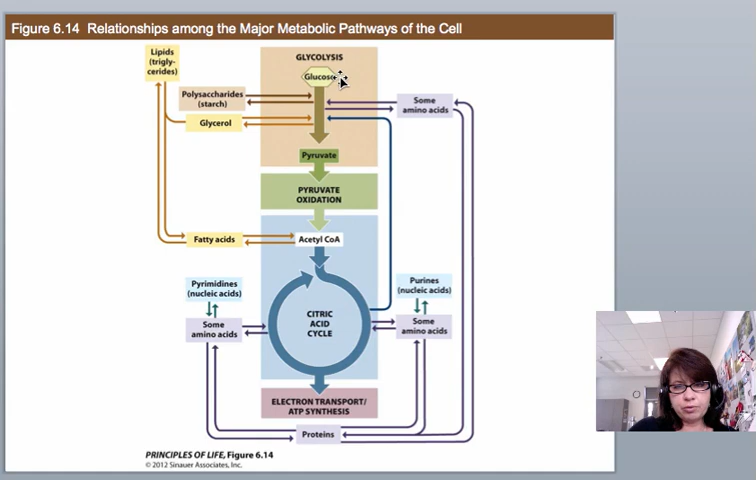 Figure 6.14 Relationships among the Major Metabolic Pathways of the Cell
Lipids
(trigly-
cerides)
GLYCOLYSIS
Glucose
Polysaccharides
(starch)
Some
amino acids
Glycerol
Pyruvate
PYRUVATE
OXIDATION
Fatty acids
Acetyl CoA
Pyrimidines
(nucleic acids)
Purines
(nucleic acids)
Some
amino acids
CITRIC
ACID
CYCLE
Some
amino acids
ELECTRON TRANSPORT/
ATP SYNTHESIS
Proteins
PRINCIPLES OF LIFE, Figure 6.14
© 2012 Sinauer Associates, Inc.